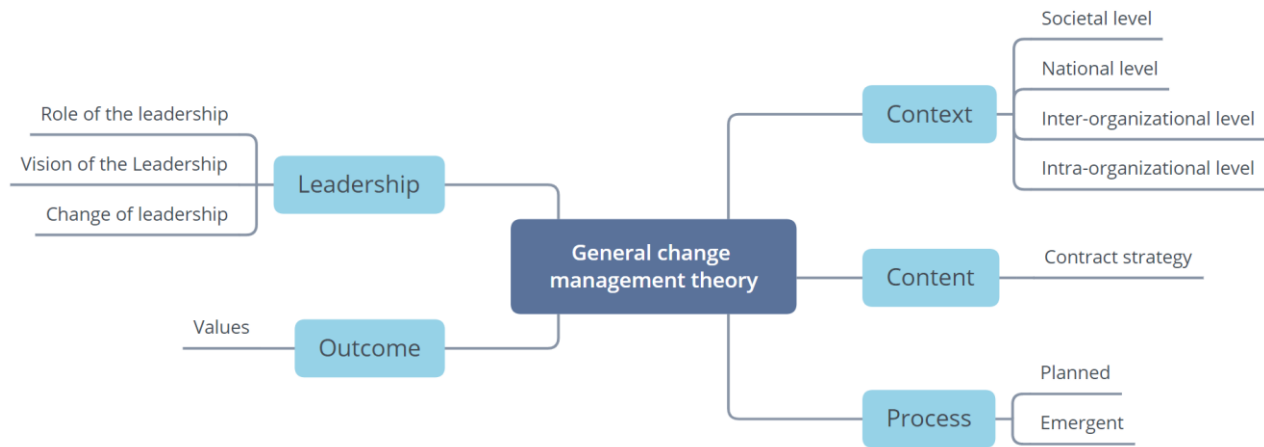 Societal level
National level
Context
Inter-organizational level
Intra-organizational level
Role of the leadership
Vision of the Leadership
Leadership
Change of leadership
General change
management theory
Content
Contract strategy
Values
Outcome
Planned
Process
Emergent